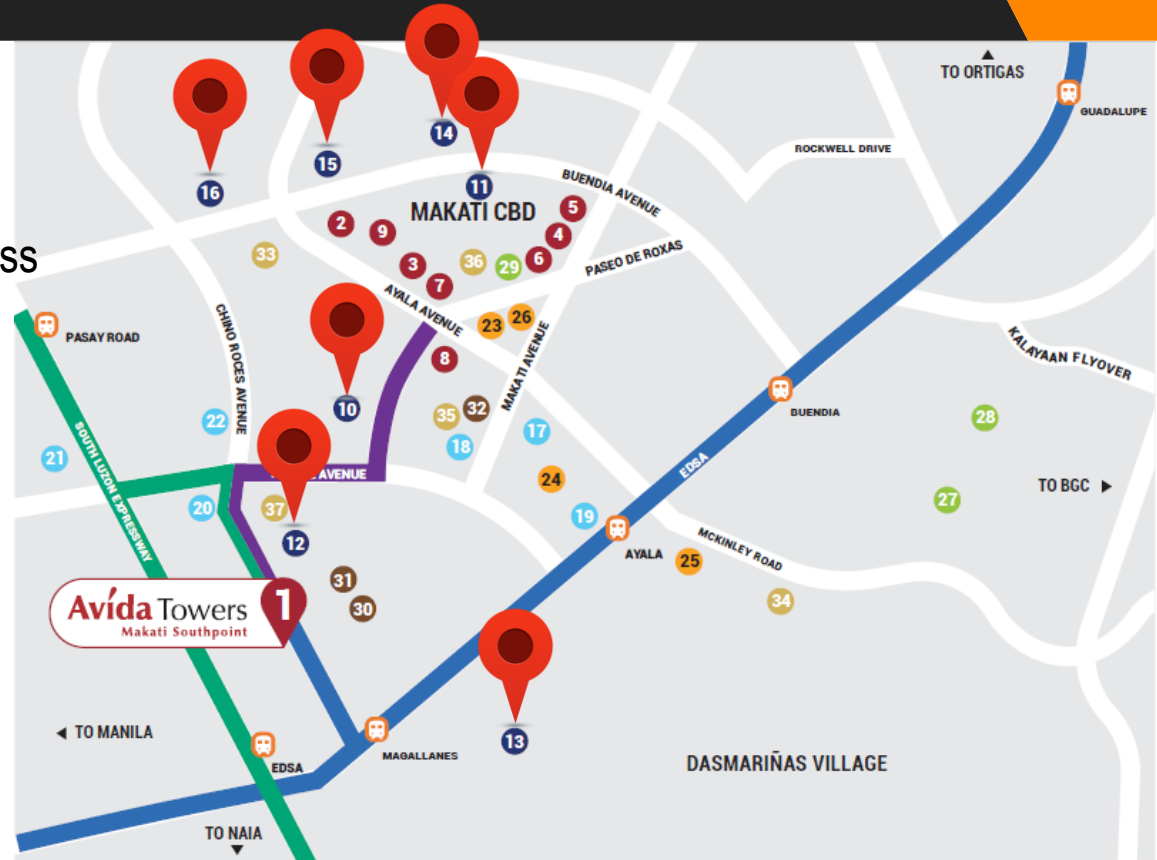 TO ORTIGAS
GUADALUPE
ROCKWELL DRIVE
14
15
16
11
BUENDIA AVENUE
MAKATI CBD
5
2
9
4
SS
33
3
36
29
6
PASEO DE ROXAS
7
AYALA AVENUE
CHINO ROCES AVENUE
23
26
PASAY ROAD
MAKATI AVENUE
KALAYAAN FLYOVER
8
BUENDIA
10
35
32
22
17
28
18
21
SOUTH LUZON EXPRESSWAY
AVENUE
24
EDSA
TO BGC
27
20
37
19
12
AYALA
25
MCKINLEY ROAD
31
30
34
Avida Towers
Makati Southpoint
1
TO MANILA
13
EDSA
MAGALLANES
DASMARIÑAS VILLAGE
TO NAIA